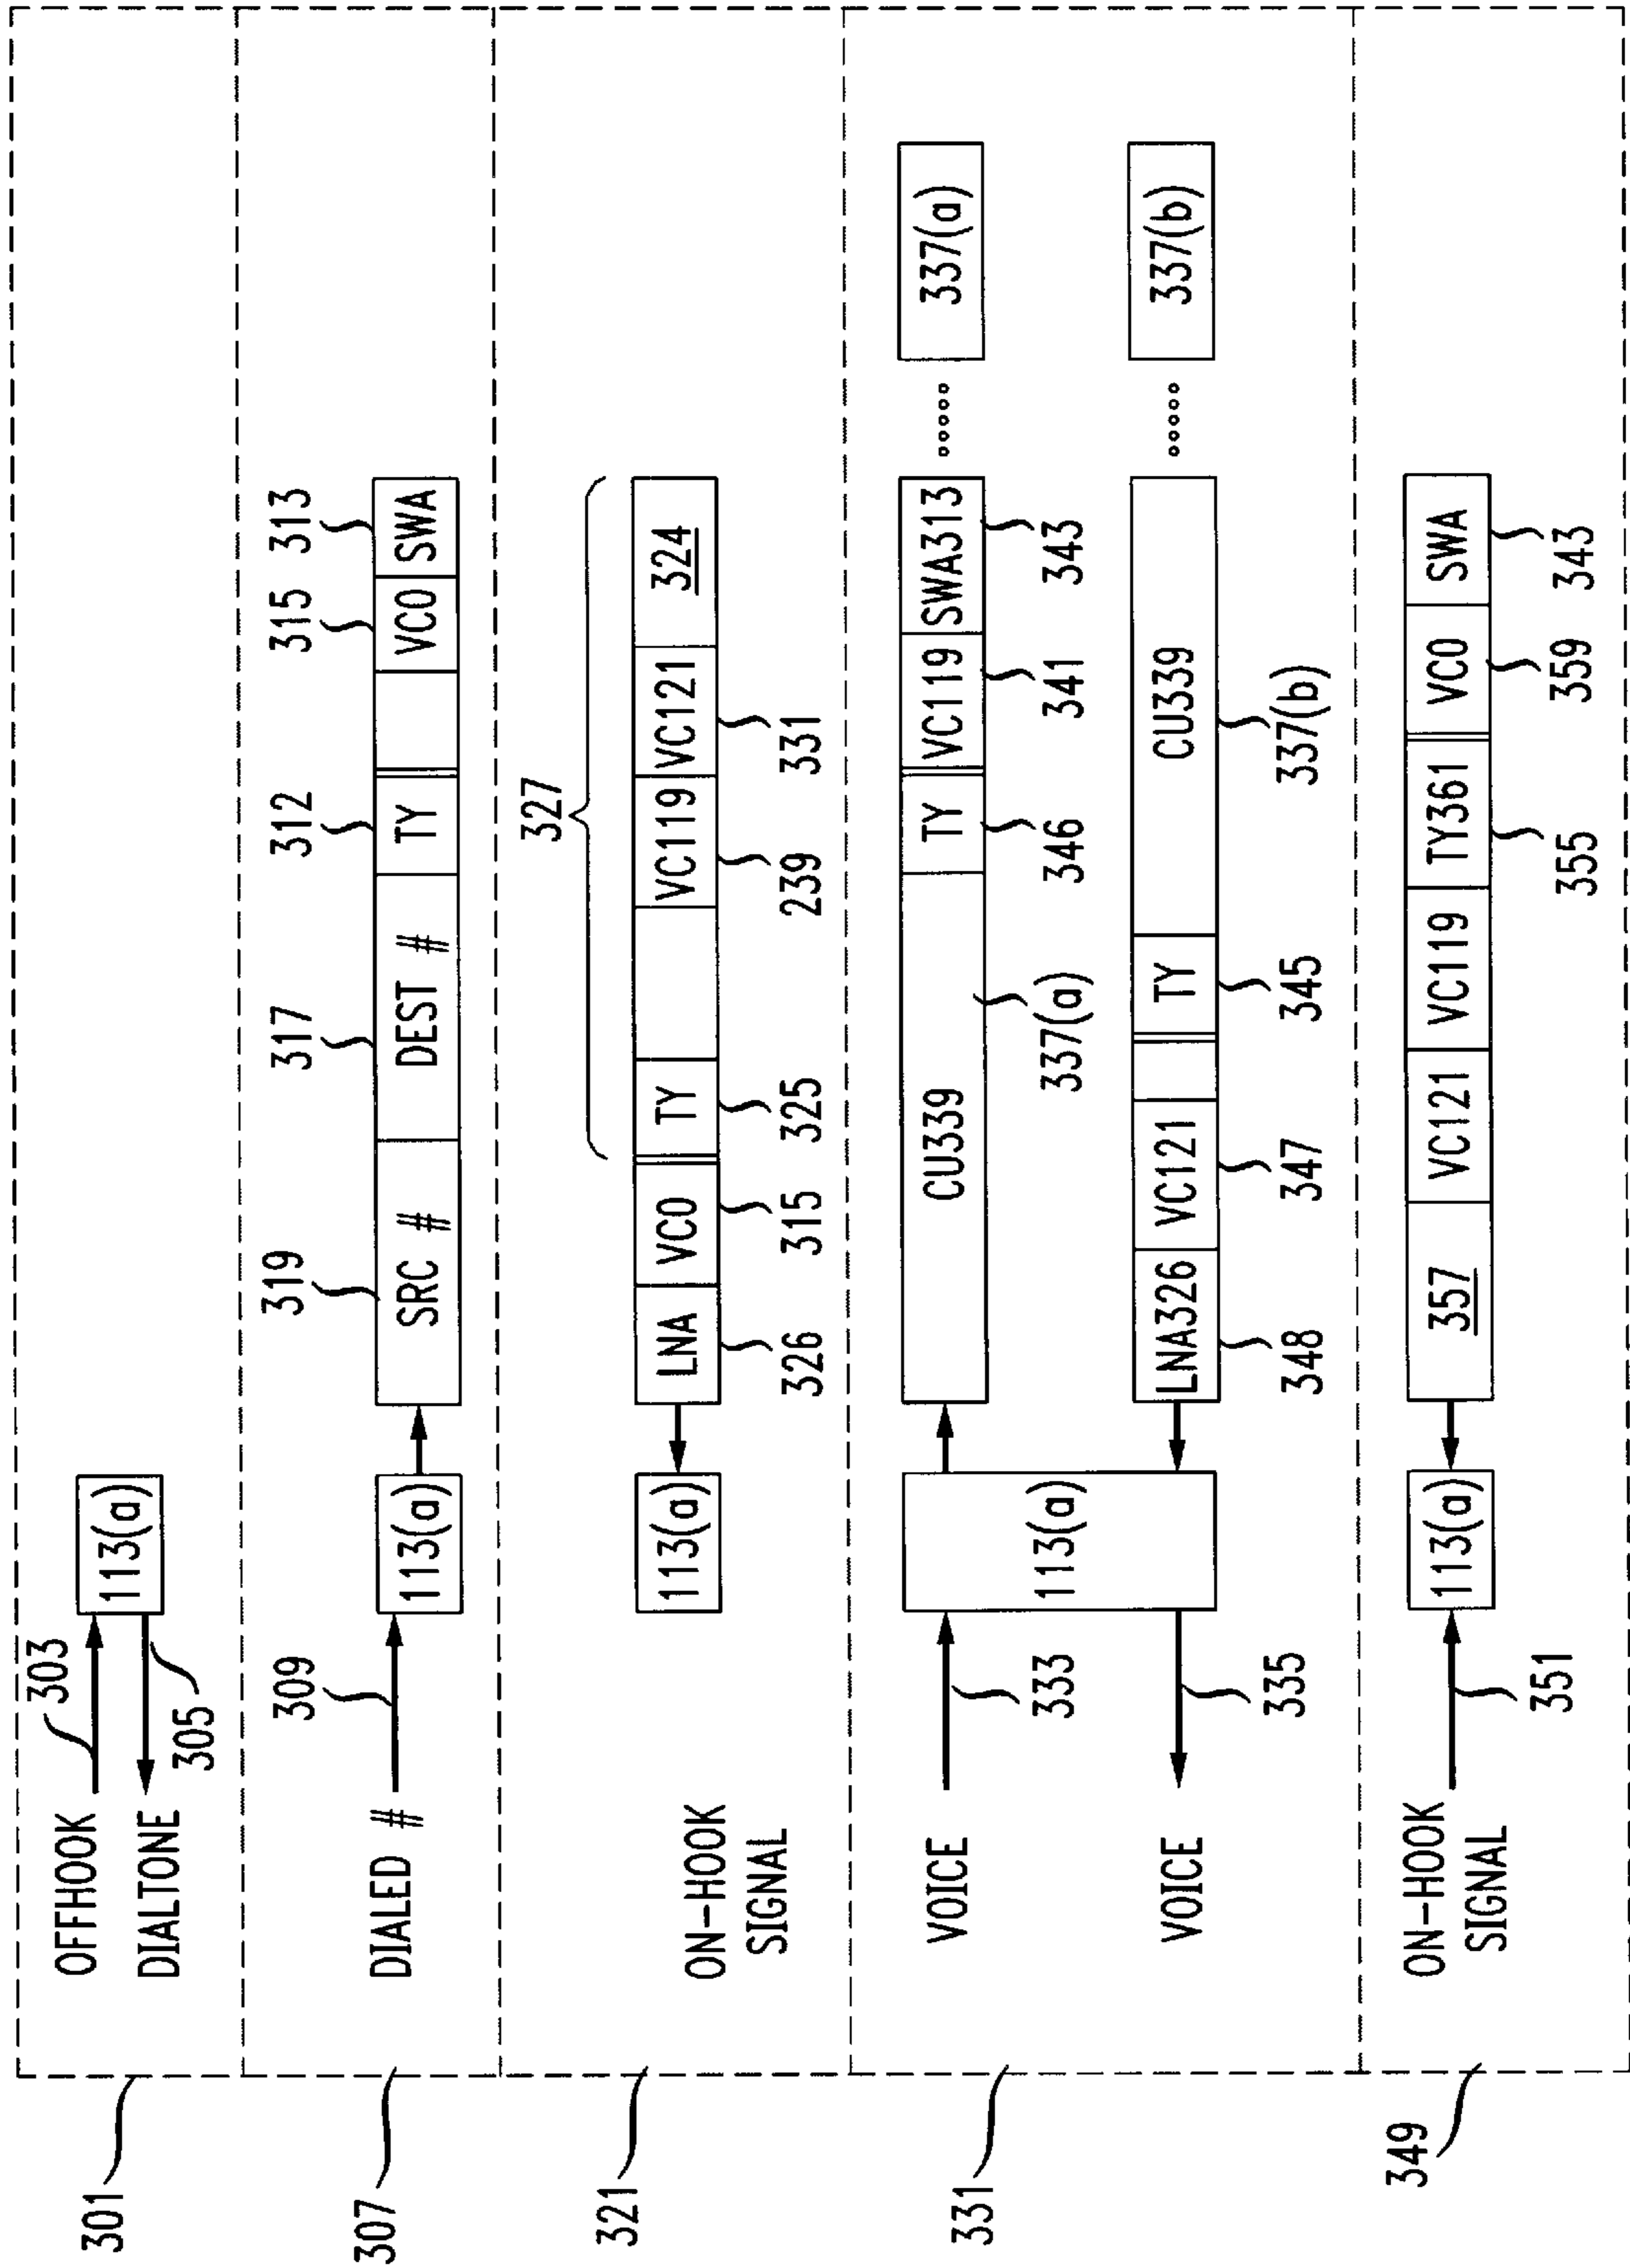 301
OFFHOOK
303
113(a)
DIALTONE
305
307
319
317
312
315
313
309
DIALED #
113(a)
SRC #
DEST #
TY
VC0
SWA
321
327
ON-HOOK
SIGNAL
113(a)
LNA
VC0
TY
VC119
VC121
324
326
315
325
239
331
331
VOICE
333
113(a)
CU339
TY
VC119
SWA313
337(a)
337(a)
346
341
343
VOICE
335
LNA326
VC121
TY
CU339
337(b)
348
347
345
337(b)
349
ON-HOOK
SIGNAL
351
113(a)
357
VC121
VC119
TY361
VC0
SWA
355
359
343